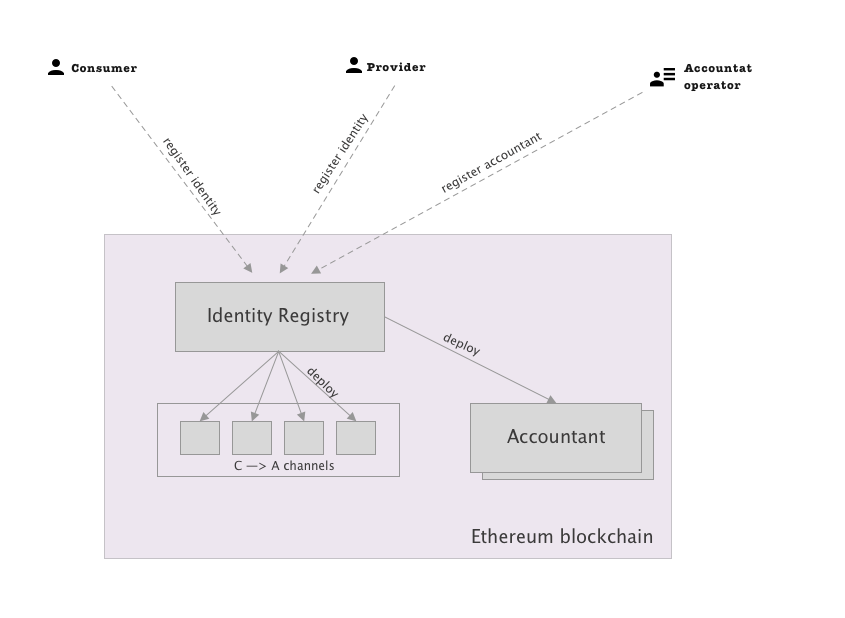 Consumer
Provider
Accountat
operator
register identity
register identity
register accountant
Identity Registry
deploy
deploy
C —> A channels
Accountant
Ethereum blockchain